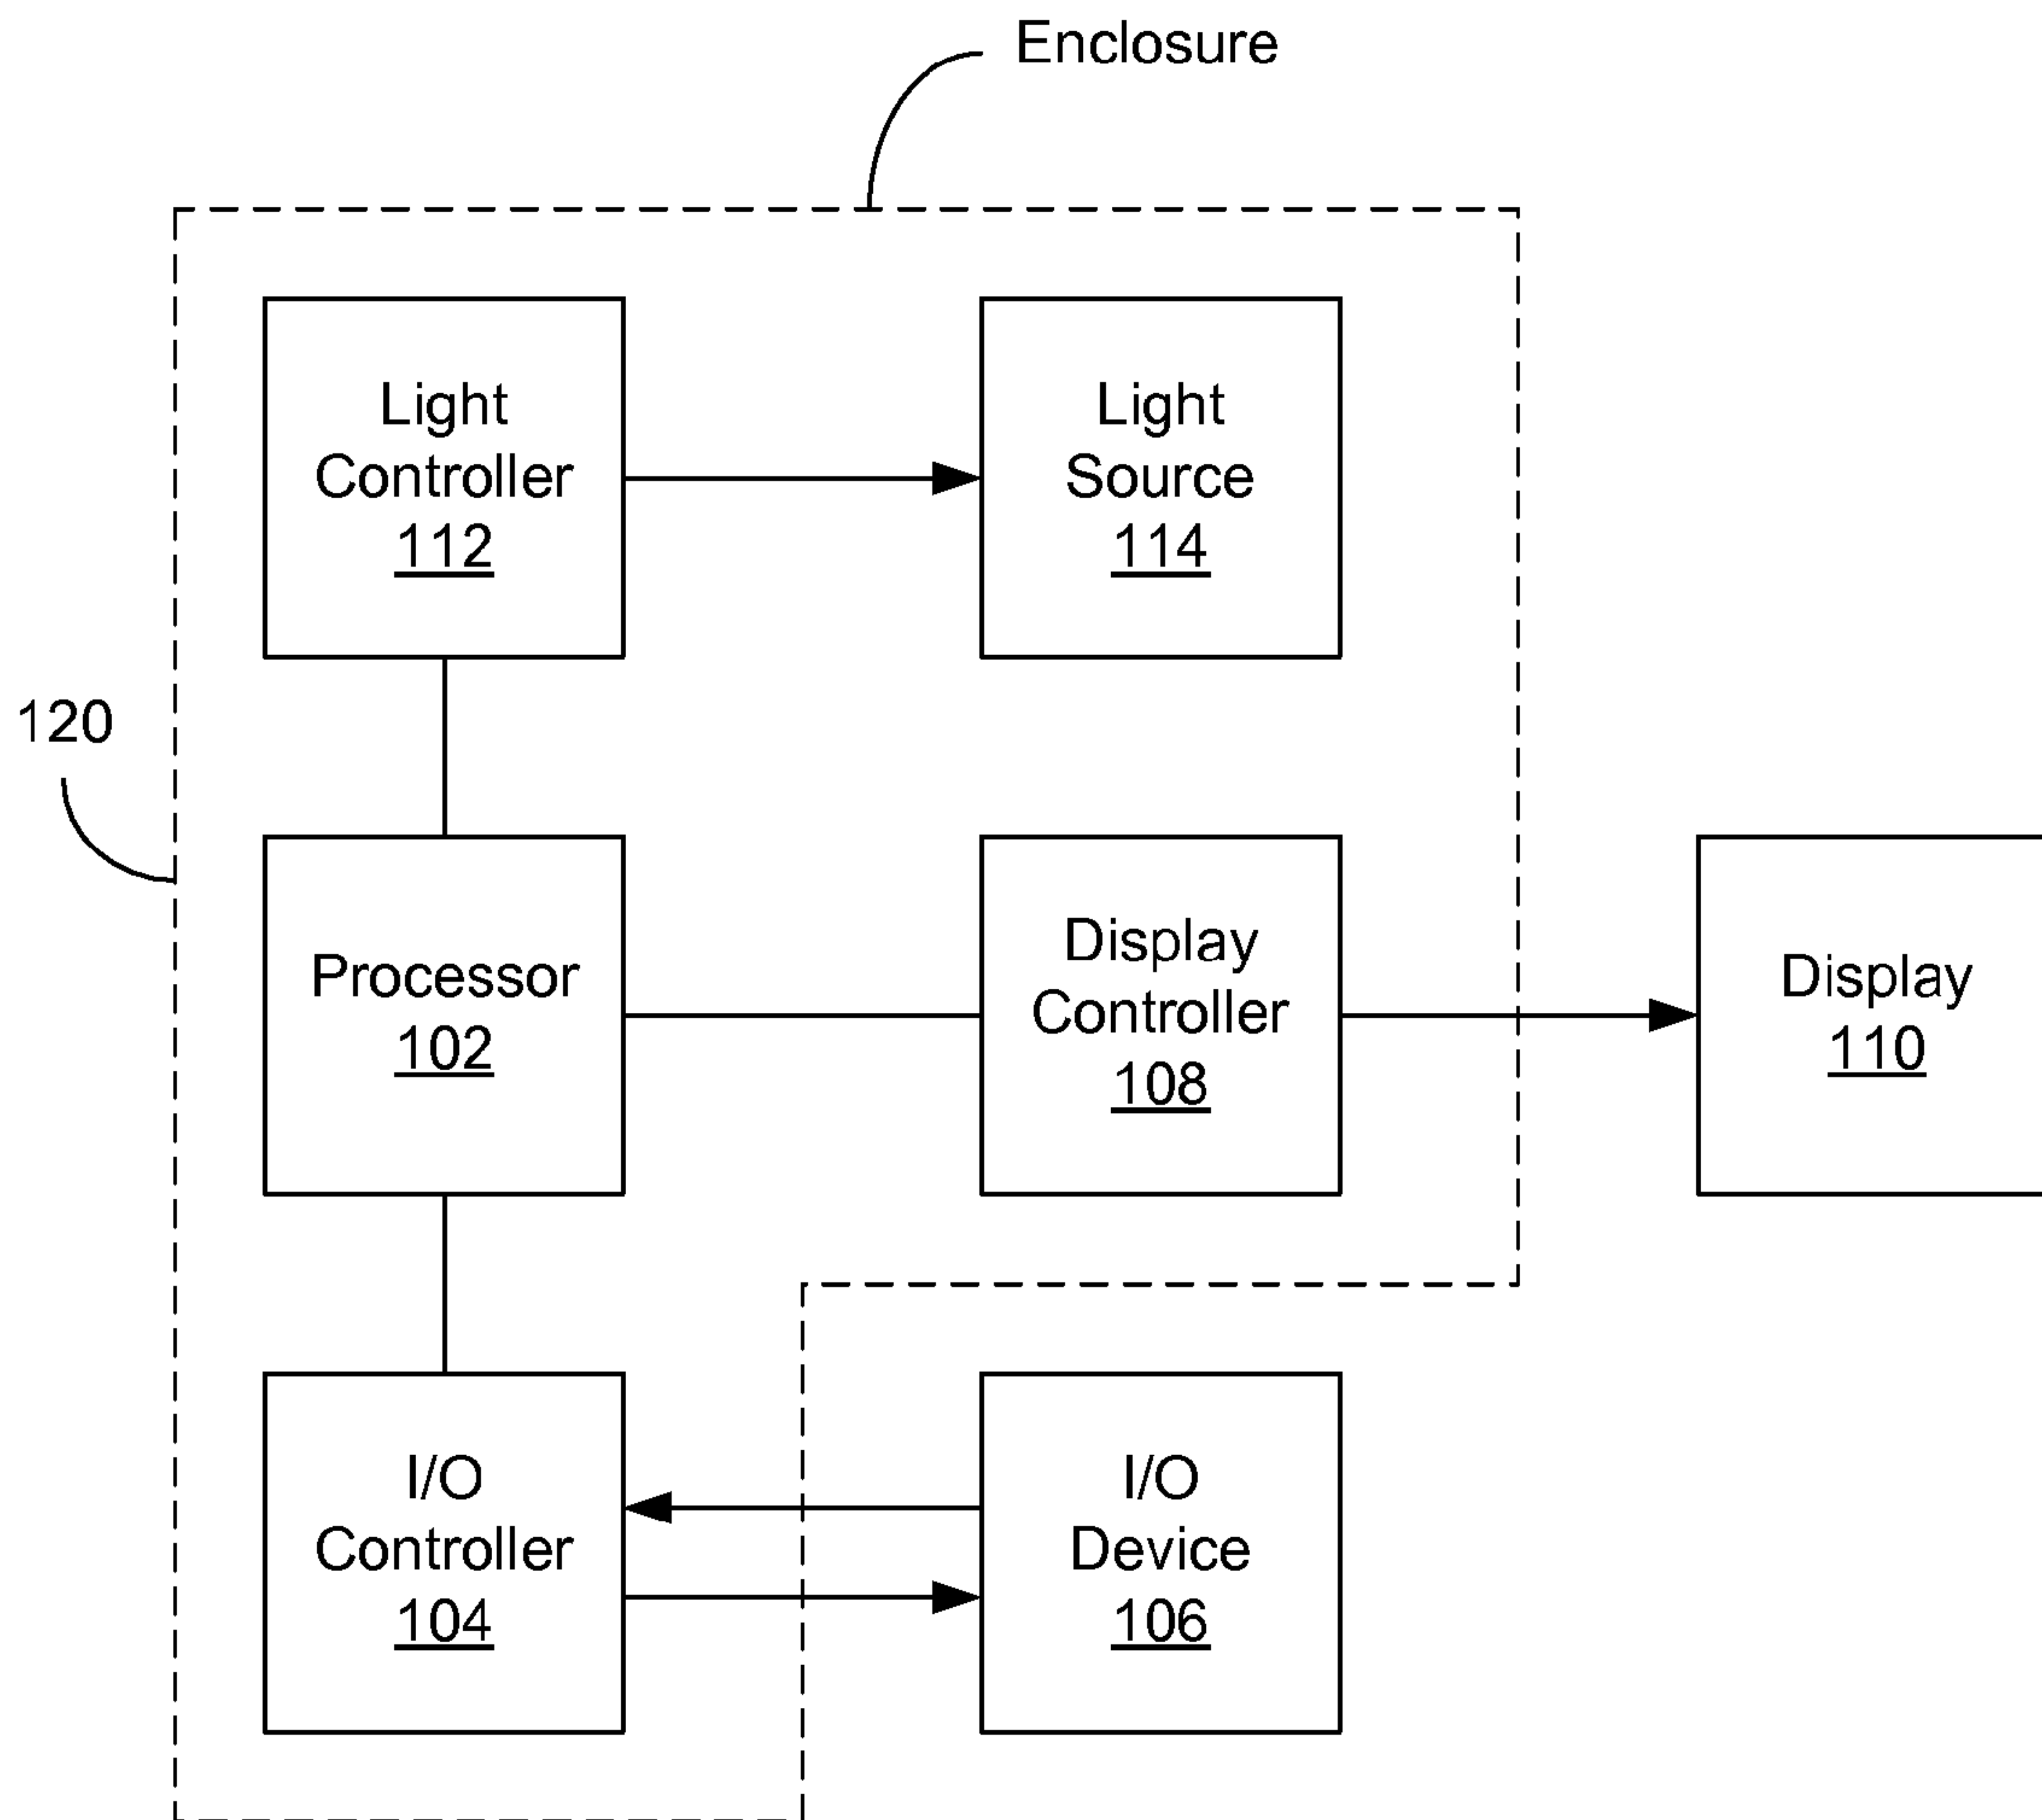 Enclosure
Light
Controller
112
Light
Source
114
120
Processor
102
Display
Controller
108
Display
110
I/O
Controller
104
I/O
Device
106